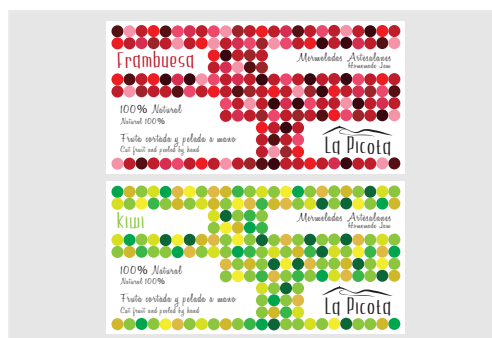 Frambuesa
Mermeladas Artesalanes
Homemade Jam
100% Natural
Natural 100%
Fruta cortada y pelada a mano
Cut fruit and peeled by hand
La Picota
kiwi
Mermeladas Artesalanes
Homemade Jam
100% Natural
Natural 100%
Fruta cortada y pelada a mano
Cut fruit and peeled by hand
La Picota